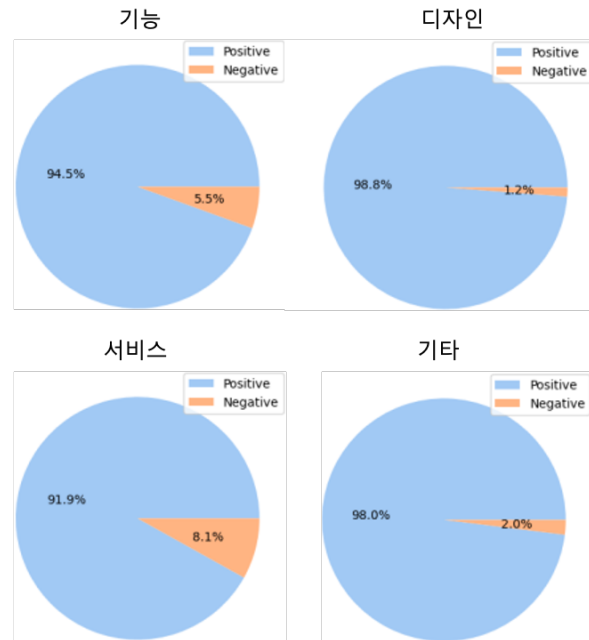 기능
Positive
Negative
94.5%
5.5%
디자인
Positive
Negative
98.8%
1.2%
서비스
Positive
Negative
91.9%
8.1%
기타
Positive
Negative
98.0%
2.0%